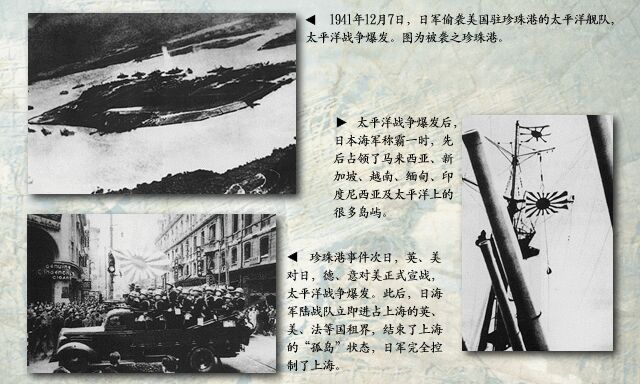 ◀ 1941年12月7日，日军偷袭美国驻珍珠港的太平洋舰队，
太平洋战争爆发。图为被袭之珍珠港。
▶ 太平洋战争爆发后，
日本海军称霸一时，先
后占领了马来西亚、新
加坡、越南、缅甸、印
度尼西亚及太平洋上的
很多岛屿。
◀ 珍珠港事件次日，英、美
对日，德、意对美正式宣战，
太平洋战争爆发。此后，日海
军陆战队立即进占上海的英、
美、法等国租界，结束了上海
的“孤岛”状态，日军完全控
制了上海。